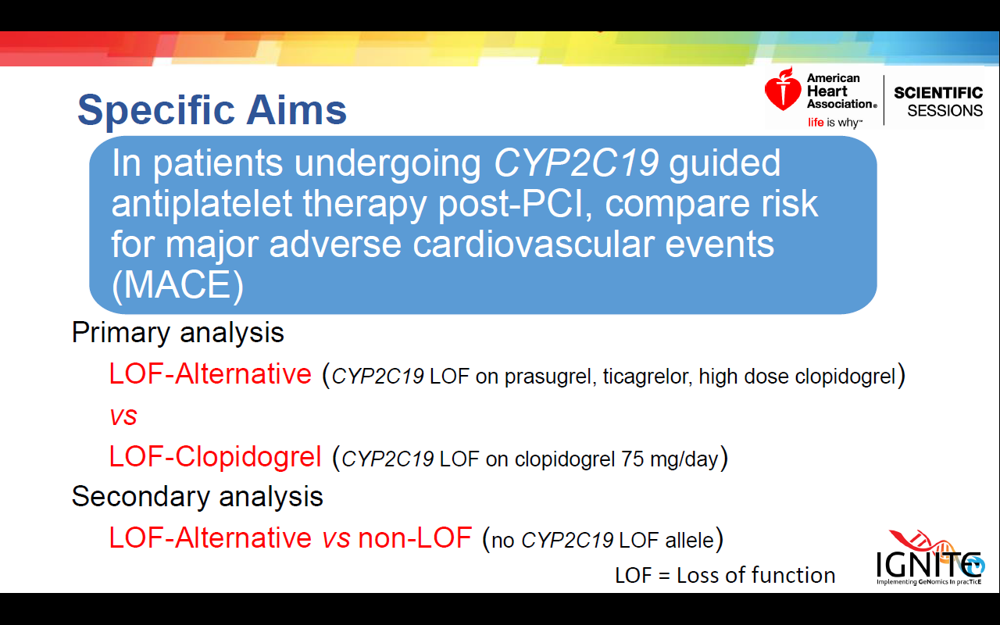 American
Heart
Association®
life is why™
SCIENTIFIC
SESSIONS
Specific Aims
In patients undergoing CYP2C19 guided
antiplatelet therapy post-PCI, compare risk
for major adverse cardiovascular events
(MACE)
Primary analysis
LOF-Alternative (CYP2C19 LOF on prasugrel, ticagrelor, high dose clopidogrel)
vs
LOF-Clopidogrel (CYP2C19 LOF on clopidogrel 75 mg/day)
Secondary analysis
LOF-Alternative vs non-LOF (no CYP2C19 LOF allele)
LOF = Loss of function
IGNITE
Implementing GeNomics In pracTicE